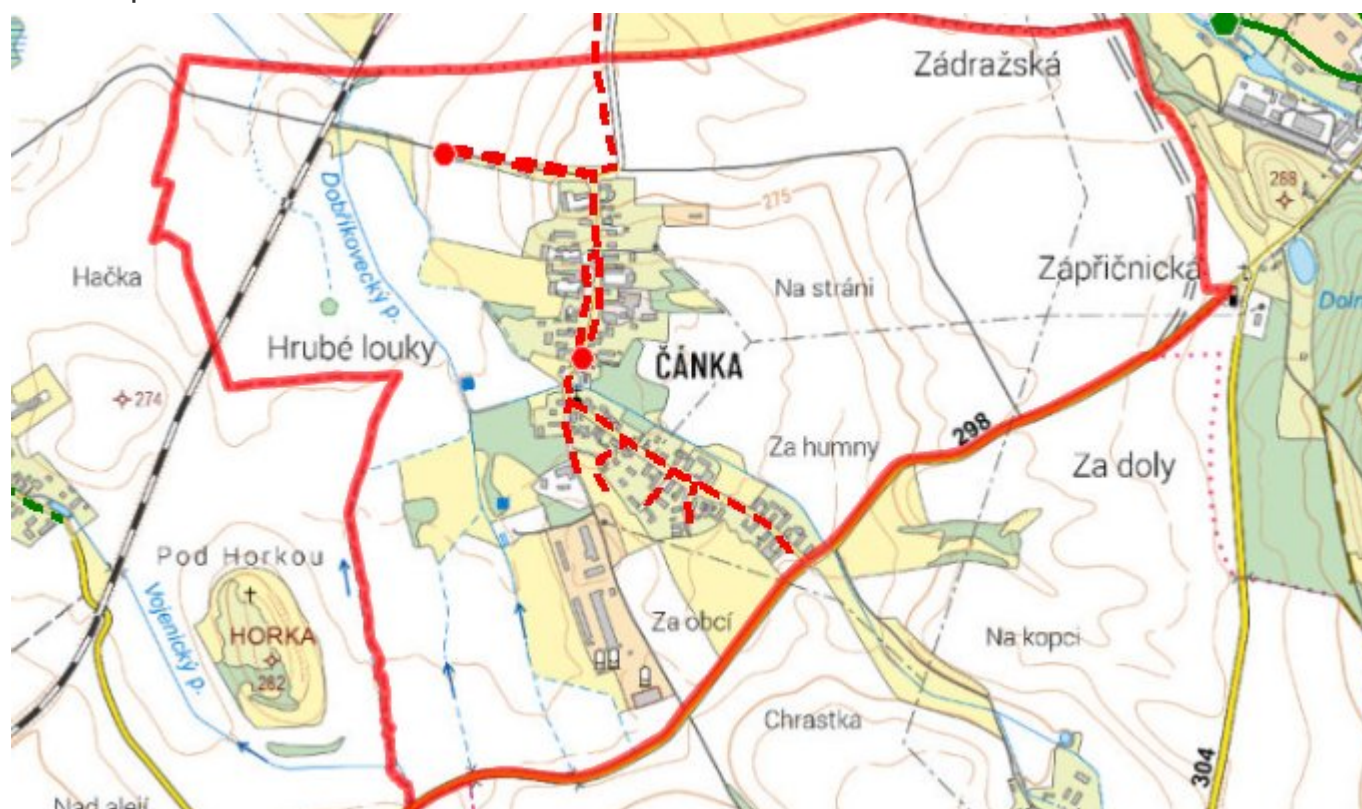 Zádražská
288
Dobříkovecký p.
275
Hačka
Na stráni
Zápřičnická
Hrubé louky
ČÁNKA
274
298
Za humny
Za doly
Pod Horkou
Vojenický p.
HORKA
282
Za obcí
Na kopci
Chrastka
304